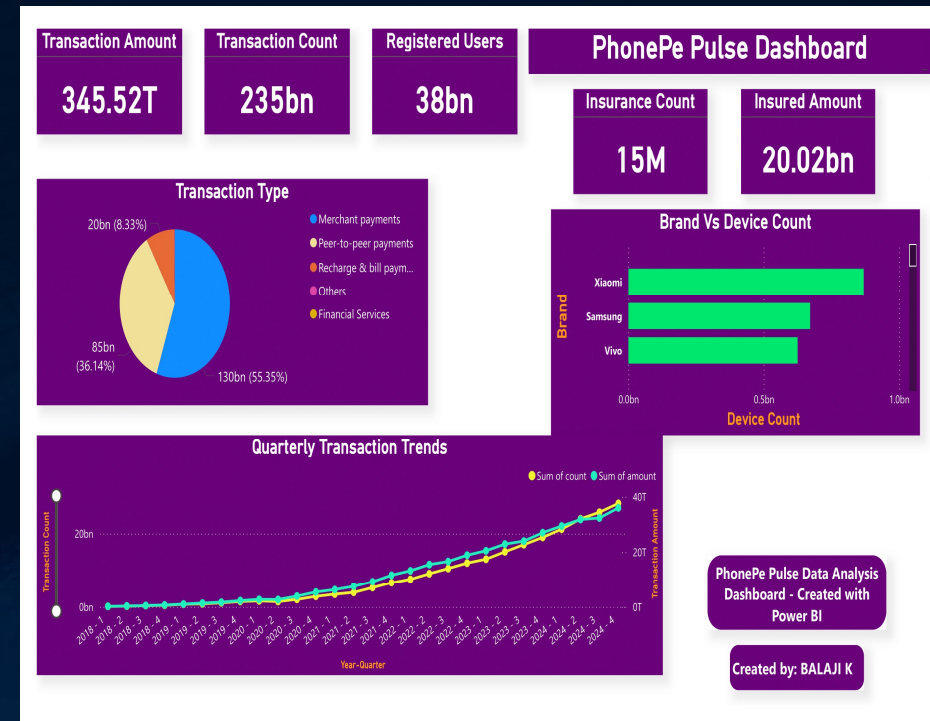 Transaction Amount
345.52T
Transaction Count
235bn
Registered Users
38bn
PhonePe Pulse Dashboard
Insurance Count
15M
Insured Amount
20.02bn
Transaction Type
20bn (8.33%)
85bn
(36.14%)
130bn (55.35%)
Merchant payments
Peer-to-peer payments
Recharge & bill paym...
Others
Financial Services
Brand Vs Device Count
Brand
Xiaomi
Samsung
Vivo
0.0bn
0.5bn
1.0bn
Device Count
Quarterly Transaction Trends
Sum of count
Sum of amount
Transaction Count
20bn
0bn
40T
20T
0T
Transaction Amount
2018 - 1
2018 - 2
2018 - 3
2018 - 4
2019 - 1
2019 - 2
2019 - 3
2019 - 4
2020 - 1
2020 - 2
2020 - 3
2020 - 4
2021 - 1
2021 - 2
2021 - 3
2021 - 4
2022 - 1
2022 - 2
2022 - 3
2022 - 4
2023 - 1
2023 - 2
2023 - 3
2023 - 4
2024 - 1
2024 - 2
2024 - 3
2024 - 4
Year-Quarter
PhonePe Pulse Data Analysis
Dashboard - Created with
Power BI
Created by: BALAJI K